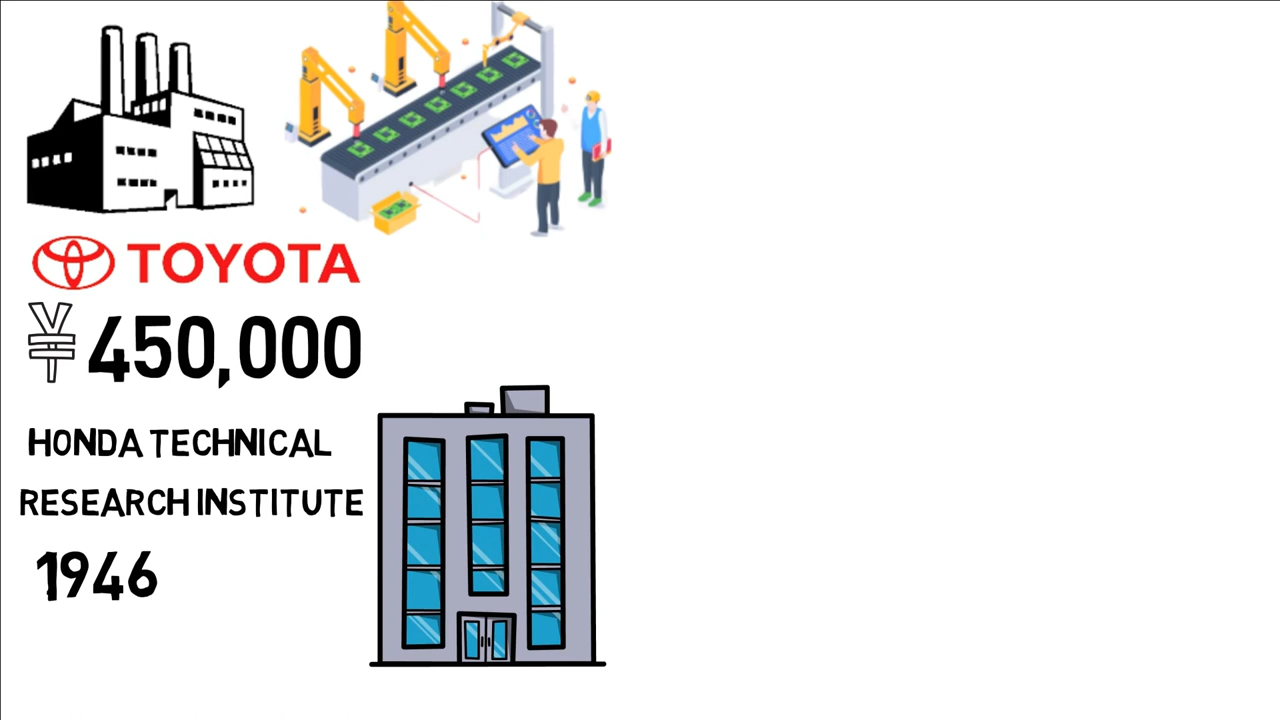 TOYOTA
¥450,000
HONDA TECHNICAL
RESEARCH INSTITUTE
1946